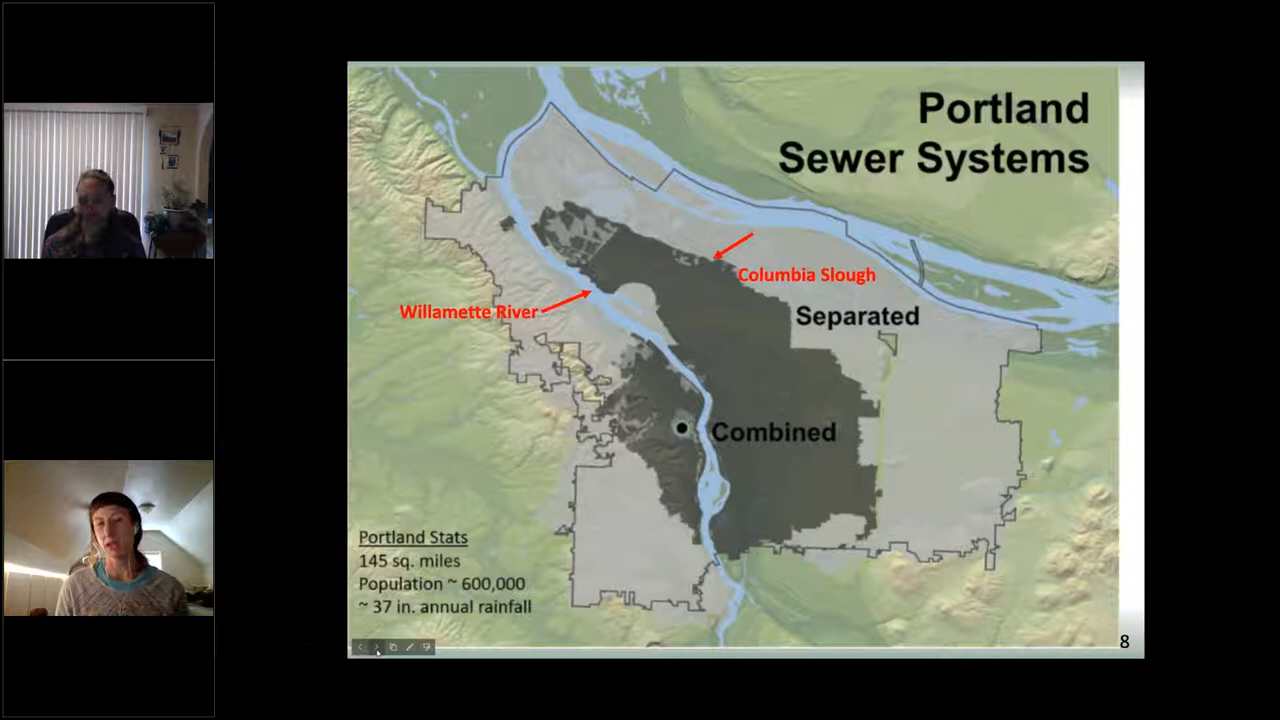 Portland
Sewer Systems
Columbia Slough
Willamette River
Separated
Combined
Portland Stats
145 sq. miles
Population ~ 600,000
~ 37 in. annual rainfall
8